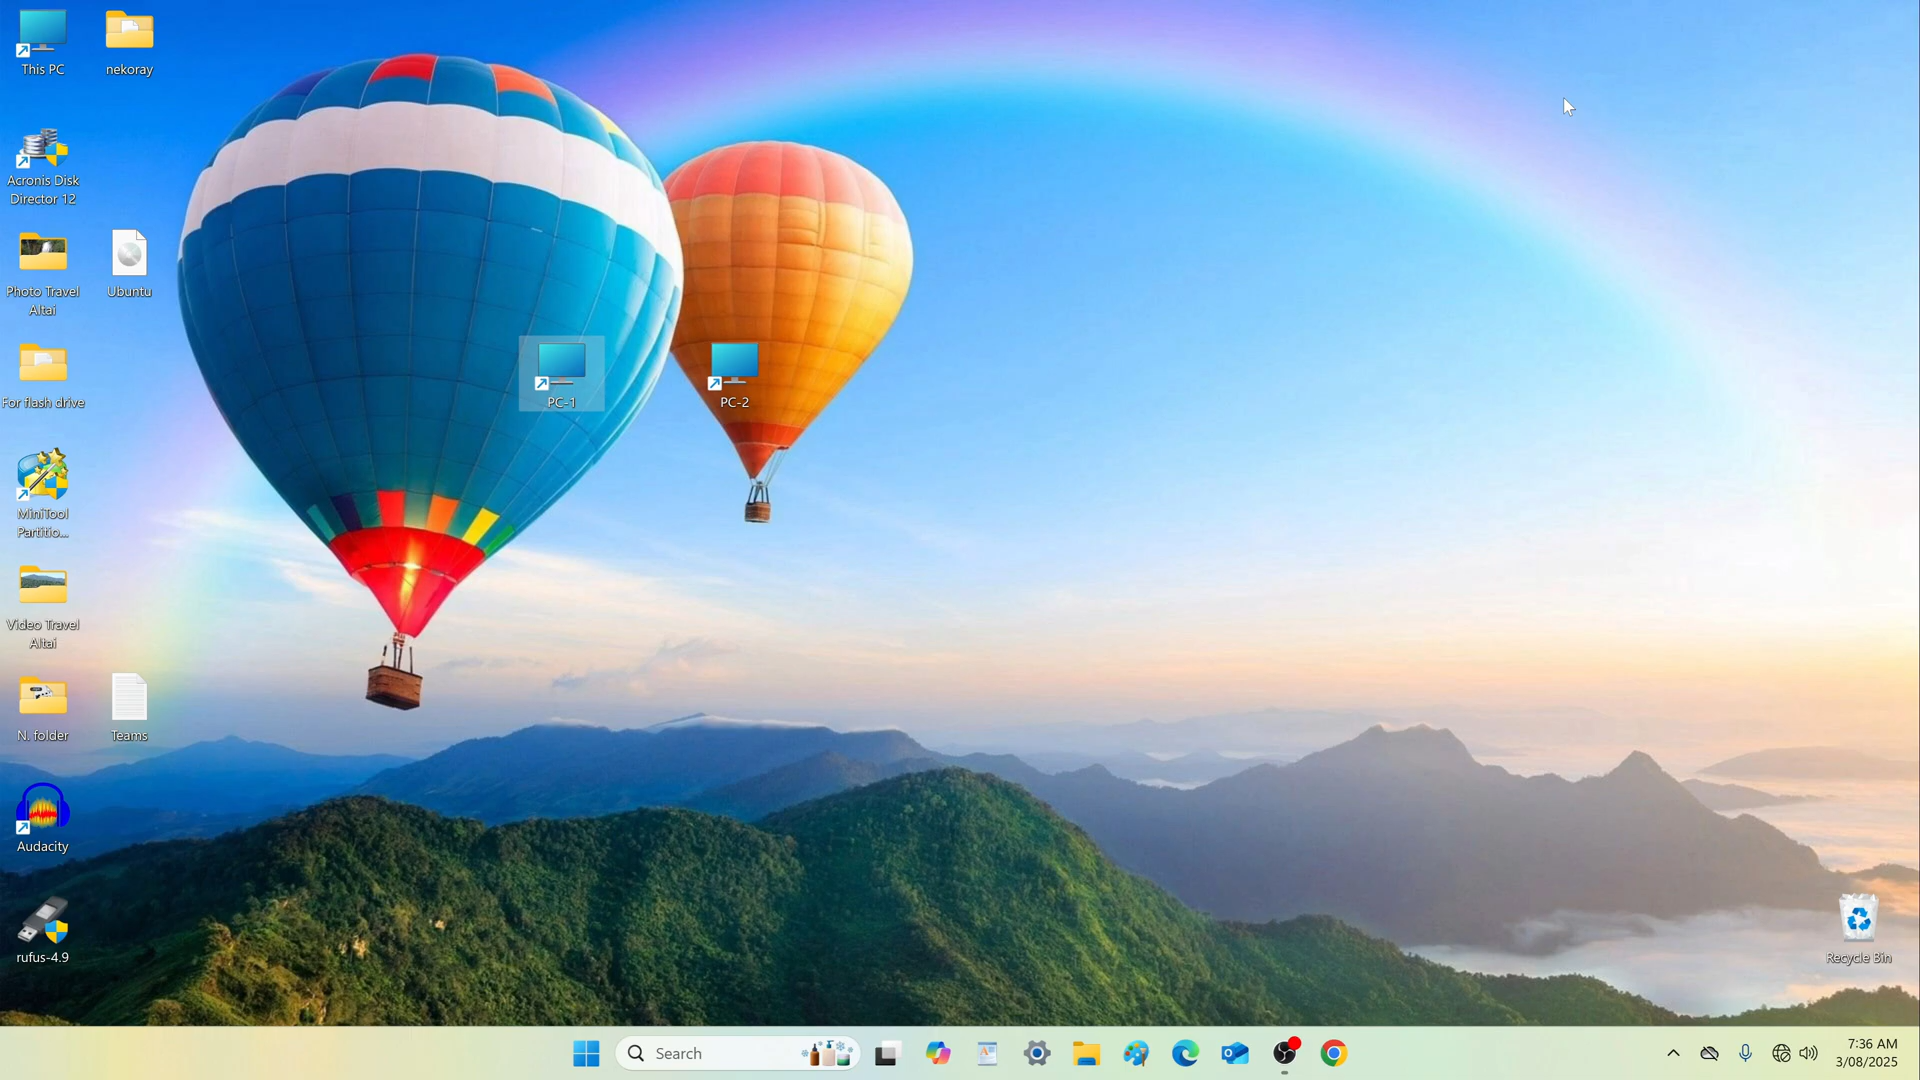 This PC
nekoray
Acronis Disk
Director 12
Photo Travel
Altai
Ubuntu
For flash drive
PC-1
PC-2
MiniTool
Partitio...
Video Travel
Altai
N. folder
Teams
Audacity
rufus-4.9
Recycle Bin
Search
7:36 AM
3/08/2025